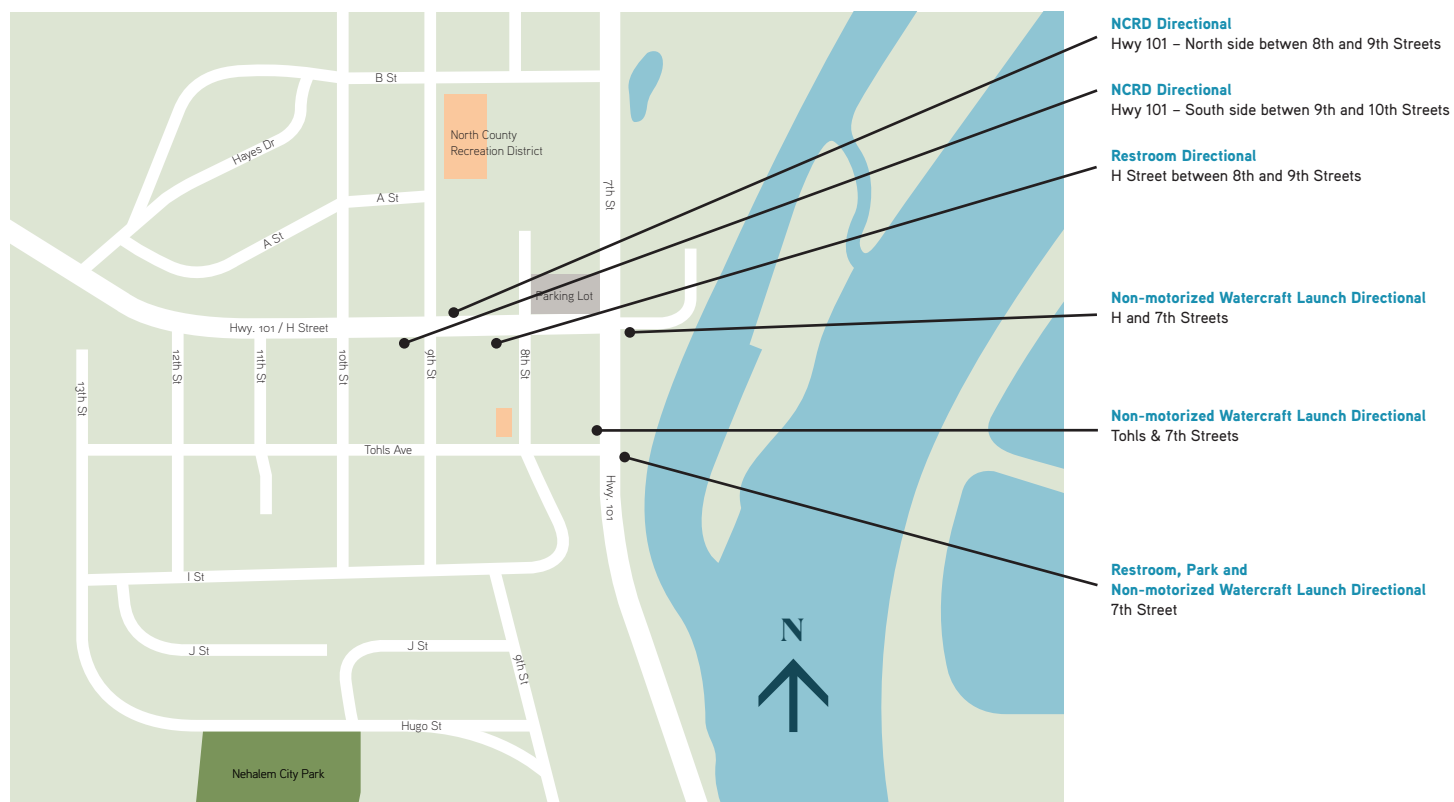 NCRD Directional
Hwy 101 – North side betwen 8th and 9th Streets
NCRD Directional
Hwy 101 – South side betwen 9th and 10th Streets
Restroom Directional
H Street between 8th and 9th Streets
Non-motorized Watercraft Launch Directional
H and 7th Streets
Non-motorized Watercraft Launch Directional
Tohls & 7th Streets
Restroom, Park and
Non-motorized Watercraft Launch Directional
7th Street
B St
North County
Recreation District
Hayes Dr
7th St
A St
A St
Parking Lot
Hwy. 101 / H Street
12th St
11th St
10th St
9th St
8th St
13th St
Tohls Ave
Hwy. 101
I St
J St
J St
9th St
Hugo St
Nehalem City Park
N